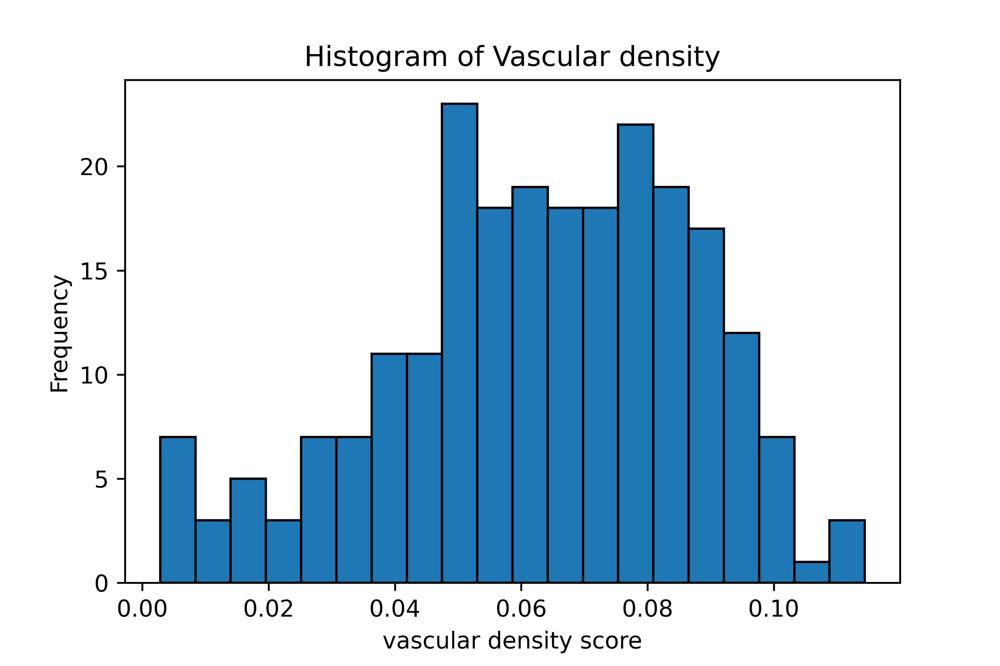 Histogram of Vascular density
Frequency
20
15
10
5
0
0.00 0.02 0.04 0.06 0.08 0.10
vascular density score